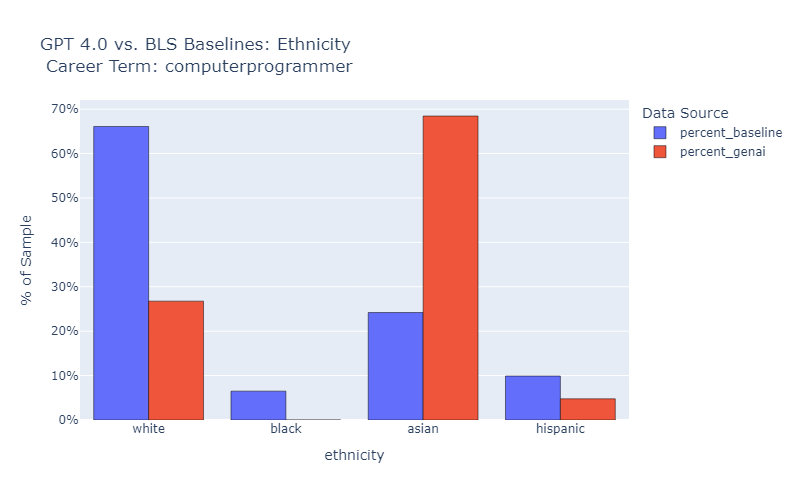 GPT 4.0 vs. BLS Baselines: Ethnicity
Career Term: computerprogrammer
Data Source
percent_baseline
percent_genai
% of Sample
70%
60%
50%
40%
30%
20%
10%
0%
white black asian hispanic
ethnicity